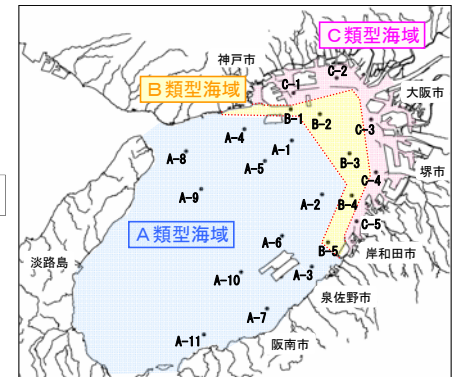 C類型海域
神戸市
C-2
B類型海域
C-1
大阪市
B-1
B-2
C-3
A-4
A-1
A-8
B-3
A-5
堺市
C-4
A-9
A-2
B-4
C-5
A類型海域
A-6
B-5
岸和田市
淡路島
A-10
A-3
泉佐野市
A-7
A-11
阪南市